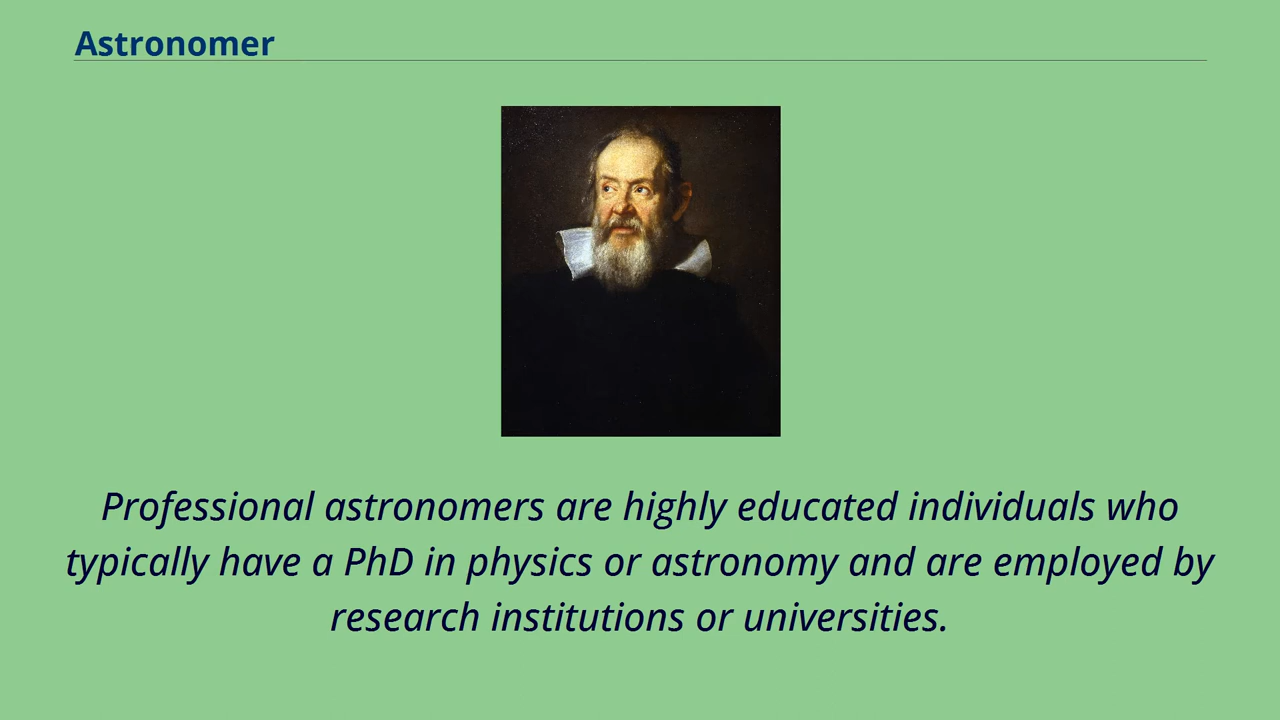 Astronomer
Professional astronomers are highly educated individuals who
typically have a PhD in physics or astronomy and are employed by
research institutions or universities.